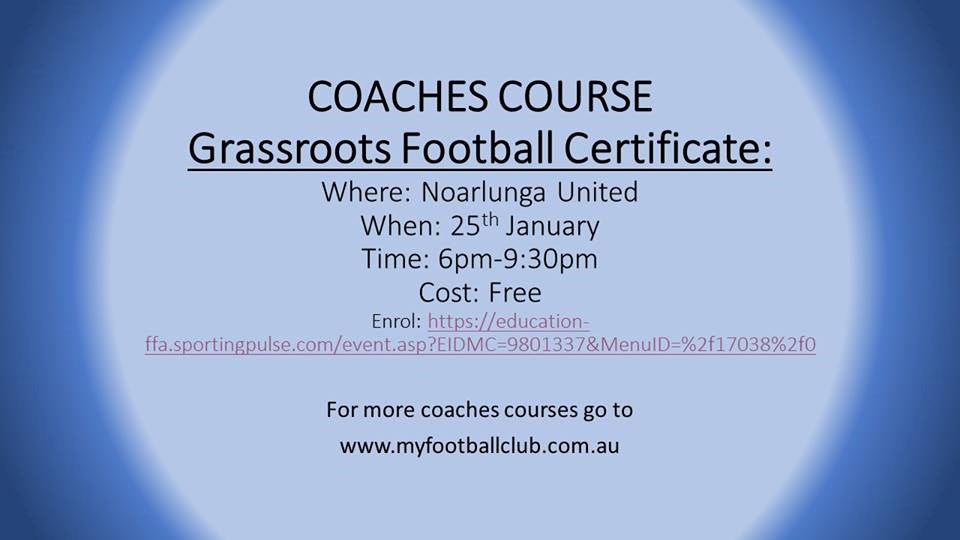 COACHES COURSE
Grassroots Football Certificate:
Where: Noarlunga United
When: 25th January
Time: 6pm-9:30pm
Cost: Free
Enrol: https://education-
ffa.sportingpulse.com/event.asp?EIDMC=9801337&MenuID=%2f17038%2f0
For more coaches courses go to
www.myfootballclub.com.au